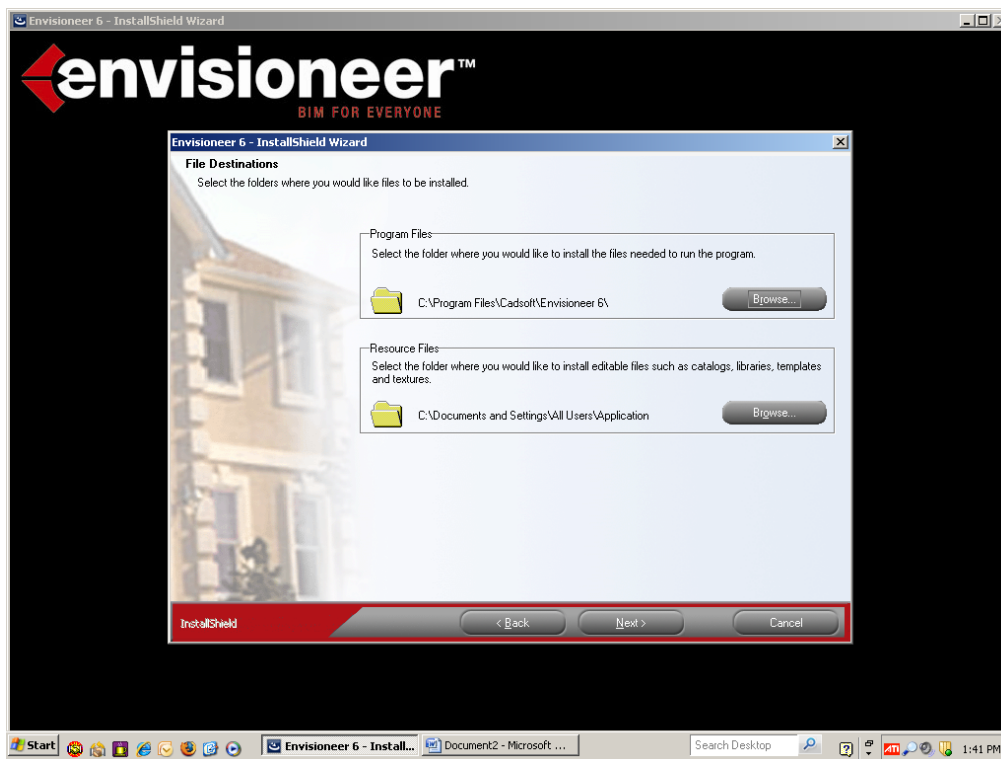 Envisioneer 6 - InstallShield Wizard
envisioneer™
BIM FOR EVERYONE
Envisioneer 6 - InstallShield Wizard
File Destinations
Select the folders where you would like files to be installed.
Program Files
Select the folder where you would like to install the files needed to run the program.
C:\Program Files\Cadsoft\Envisioneer 6\
Browse...
Resource Files
Select the folder where you would like to install editable files such as catalogs, libraries, templates
and textures.
C:\Documents and Settings\All Users\Application
Browse...
InstallShield
< Back
Next >
Cancel
Start
Envisioneer 6 - Install...
Document2 - Microsoft ...
Search Desktop
ATI
1:41 PM